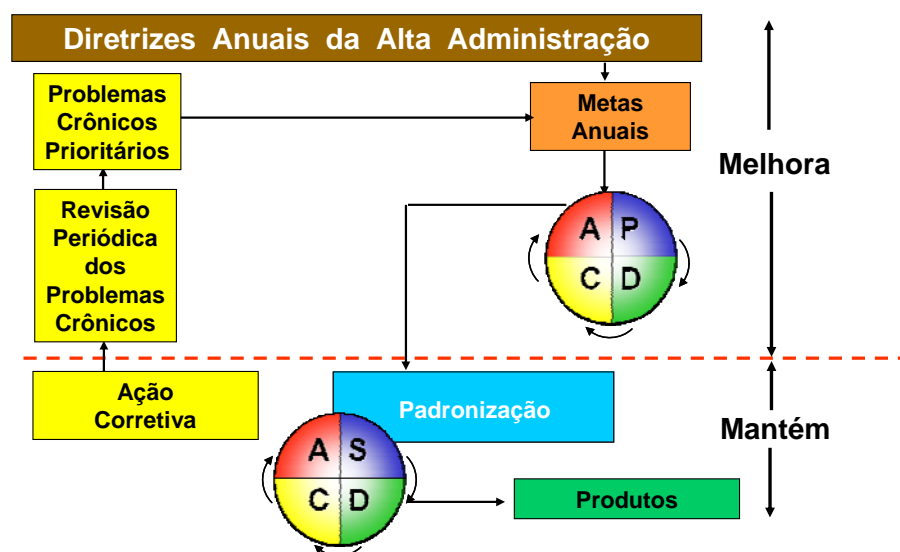 Diretrizes Anuais da Alta Administração
Problemas
Crônicos
Prioritários
Metas
Anuais
Melhora
Revisão
Periódica
dos
Problemas
Crônicos
A P
C D
Ação
Corretiva
Padronização
Mantém
A S
C D
Produtos